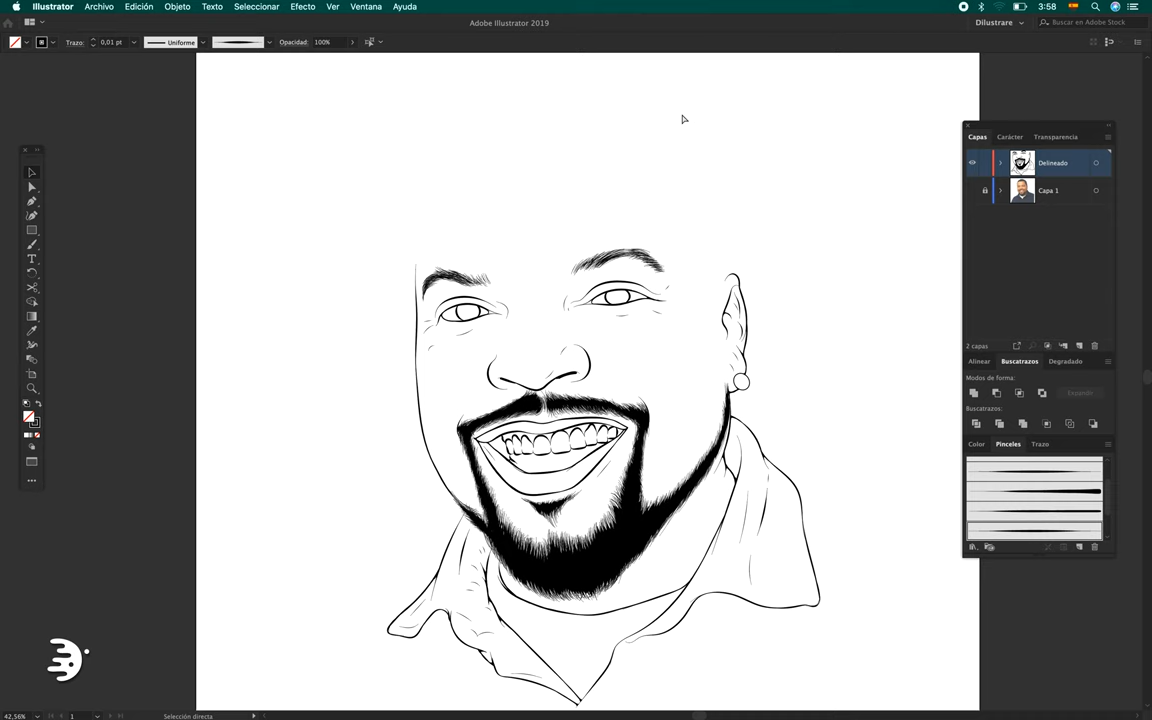 Illustrator Archivo Edición Objeto Texto Seleccionar Efecto Ver Ventana Ayuda 3:58
Adobe Illustrator 2019 Dilustrare Buscar en Adobe Stock
Trazo: 0,01 pt Uniforme Opacidad: 100%
Capas Carácter Transparencia
Delineado
Capa 1
2 capas
Alinear Buscatrazos Degradado
Modos de forma:
Expandir
Buscatrazos:
Color Pinceles Trazo
42,56% 1 Selección directa